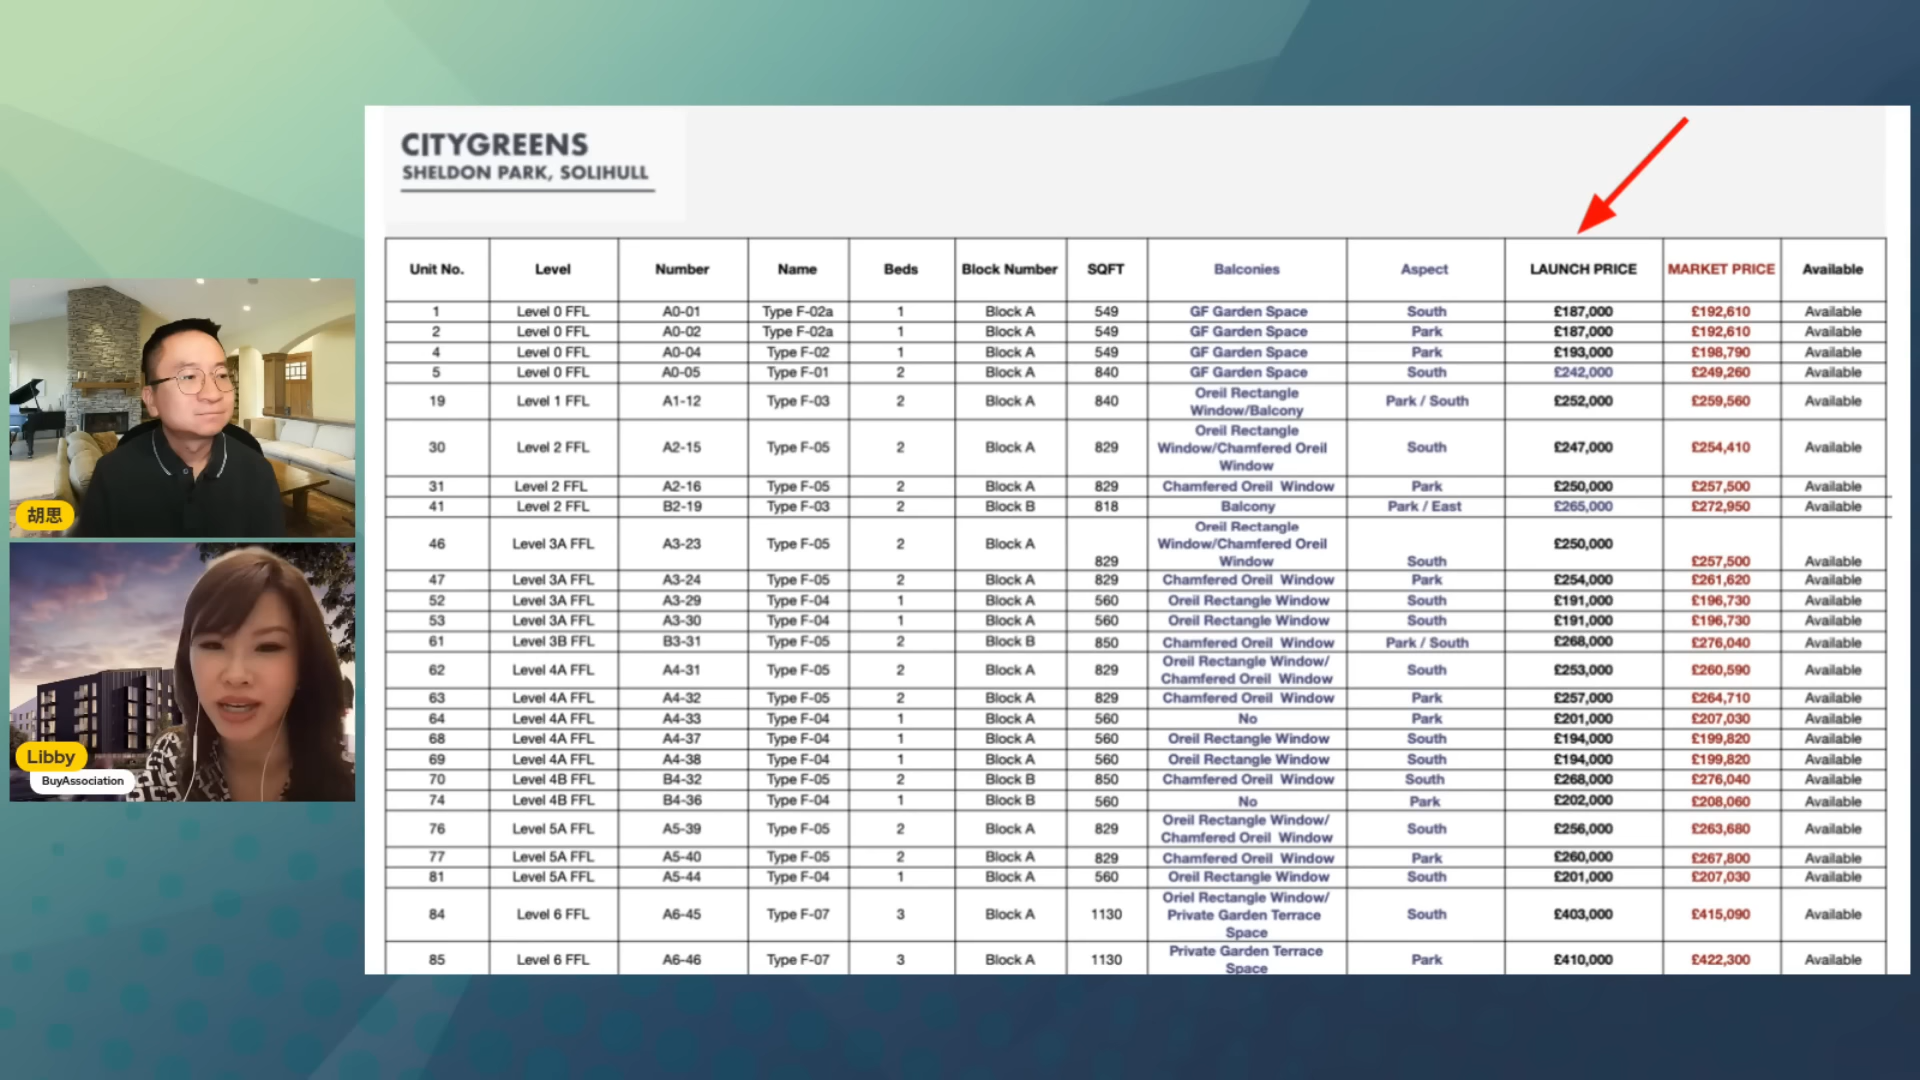 CITYGREENS
SHELDON PARK, SOLIHULL
Unit No. Level Number Name Beds Block Number SQFT Balconies Aspect LAUNCH PRICE MARKET PRICE Available
1 Level 0 FFL A0-01 Type F-02a 1 Block A 549 GF Garden Space South £187,000 £192,610 Available
2 Level 0 FFL A0-02 Type F-02a 1 Block A 549 GF Garden Space Park £187,000 £192,610 Available
4 Level 0 FFL A0-04 Type F-02 1 Block A 549 GF Garden Space Park £193,000 £198,790 Available
5 Level 0 FFL A0-05 Type F-01 2 Block A 840 GF Garden Space South £242,000 £249,260 Available
19 Level 1 FFL A1-12 Type F-03 2 Block A 840 Oreil Rectangle Window/Balcony Park / South £252,000 £259,560 Available
30 Level 2 FFL A2-15 Type F-05 2 Block A 829 Oreil Rectangle Window/Chamfered Oreil Window South £247,000 £254,410 Available
31 Level 2 FFL A2-16 Type F-05 2 Block A 829 Chamfered Oreil Window Park £250,000 £257,500 Available
41 Level 2 FFL B2-19 Type F-03 2 Block B 818 Balcony Park / East £265,000 £272,950 Available
46 Level 3A FFL A3-23 Type F-05 2 Block A 829 Oreil Rectangle Window/Chamfered Oreil Window South £250,000 £257,500 Available
47 Level 3A FFL A3-24 Type F-05 2 Block A 829 Chamfered Oreil Window Park £254,000 £261,620 Available
52 Level 3A FFL A3-29 Type F-04 1 Block A 560 Oreil Rectangle Window South £191,000 £196,730 Available
53 Level 3A FFL A3-30 Type F-04 1 Block A 560 Oreil Rectangle Window South £191,000 £196,730 Available
61 Level 3B FFL B3-31 Type F-05 2 Block B 850 Chamfered Oreil Window Park / South £268,000 £276,040 Available
62 Level 4A FFL A4-31 Type F-05 2 Block A 829 Oreil Rectangle Window/ Chamfered Oreil Window South £253,000 £260,590 Available
63 Level 4A FFL A4-32 Type F-05 2 Block A 829 Chamfered Oreil Window Park £257,000 £264,710 Available
64 Level 4A FFL A4-33 Type F-04 1 Block A 560 No Park £201,000 £207,030 Available
68 Level 4A FFL A4-37 Type F-04 1 Block A 560 Oreil Rectangle Window South £194,000 £199,820 Available
69 Level 4A FFL A4-38 Type F-04 1 Block A 560 Oreil Rectangle Window South £194,000 £199,820 Available
70 Level 4B FFL B4-32 Type F-05 2 Block B 850 Chamfered Oreil Window South £268,000 £276,040 Available
74 Level 4B FFL B4-36 Type F-04 1 Block B 560 No Park £202,000 £208,060 Available
76 Level 5A FFL A5-39 Type F-05 2 Block A 829 Oreil Rectangle Window/ Chamfered Oreil Window South £256,000 £263,680 Available
77 Level 5A FFL A5-40 Type F-05 2 Block A 829 Chamfered Oreil Window Park £260,000 £267,800 Available
81 Level 5A FFL A5-44 Type F-04 1 Block A 560 Oreil Rectangle Window South £201,000 £207,030 Available
84 Level 6 FFL A6-45 Type F-07 3 Block A 1130 Oriel Rectangle Window/ Private Garden Terrace Space South £403,000 £415,090 Available
85 Level 6 FFL A6-46 Type F-07 3 Block A 1130 Private Garden Terrace Space Park £410,000 £422,300 Available
胡思
Libby
BuyAssociation